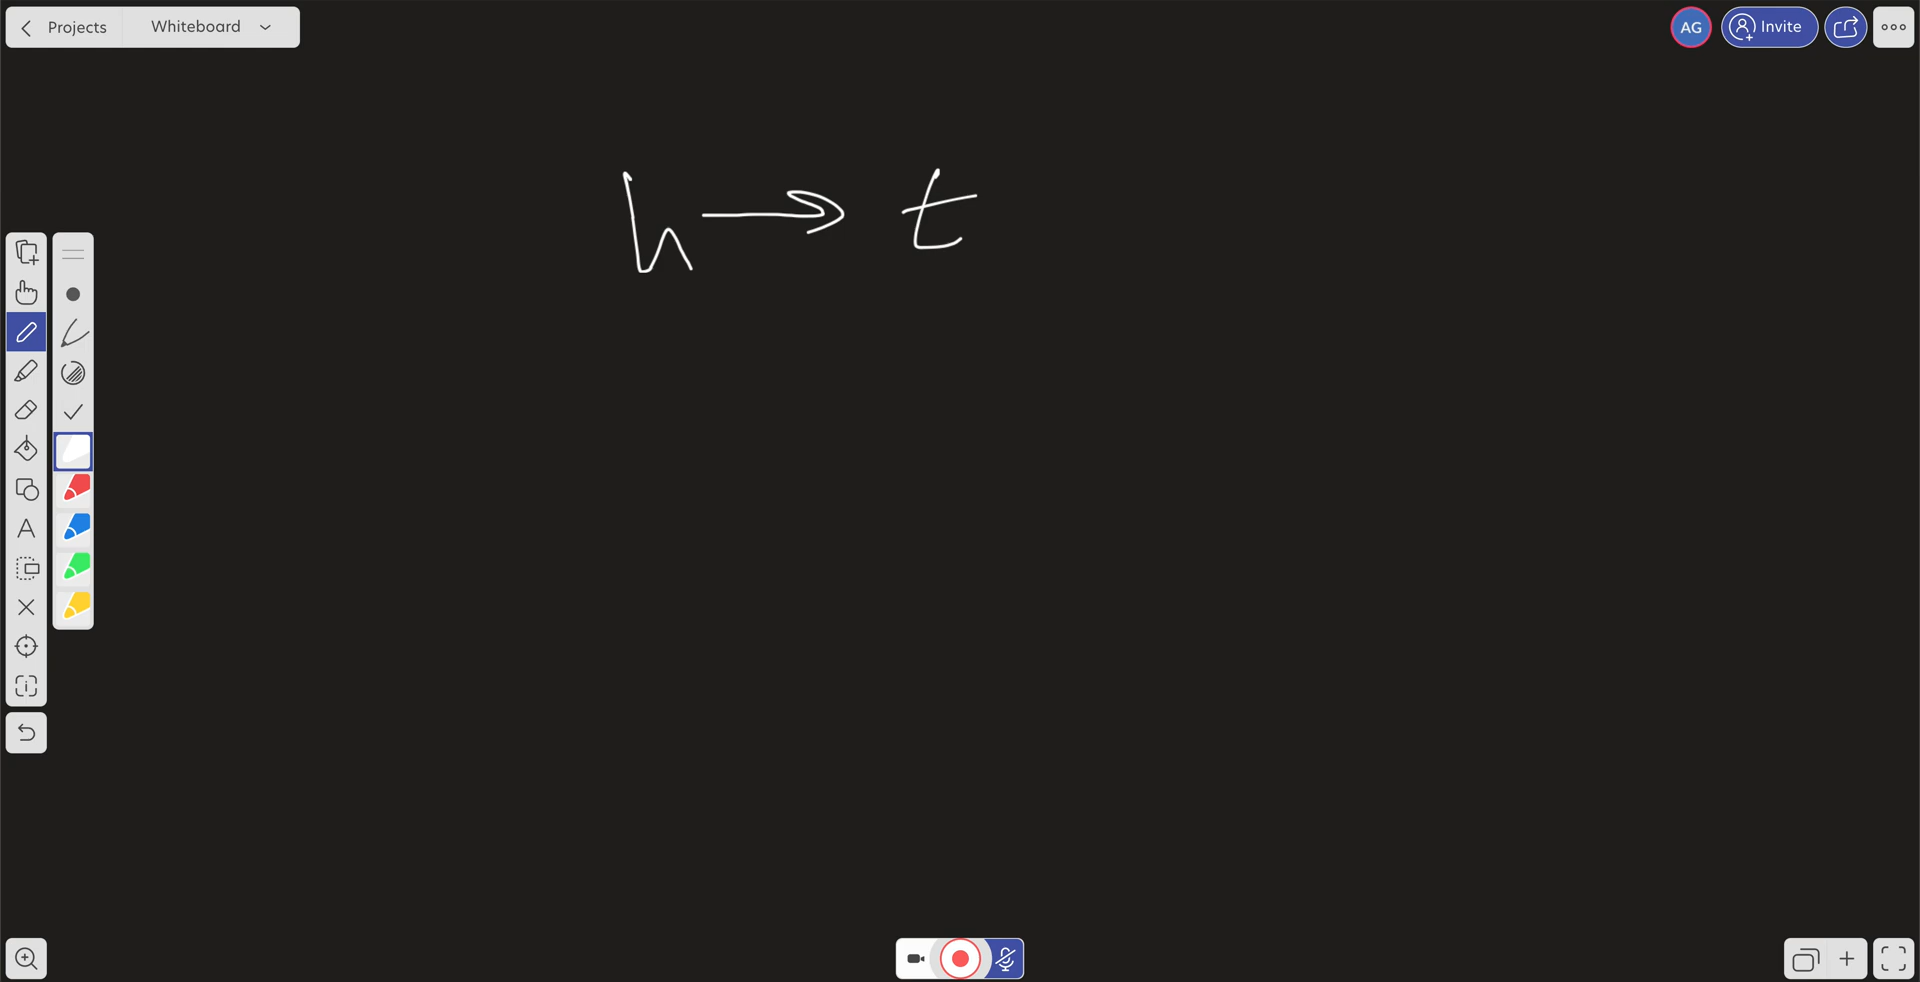 Projects Whiteboard AG Invite
h → t
A